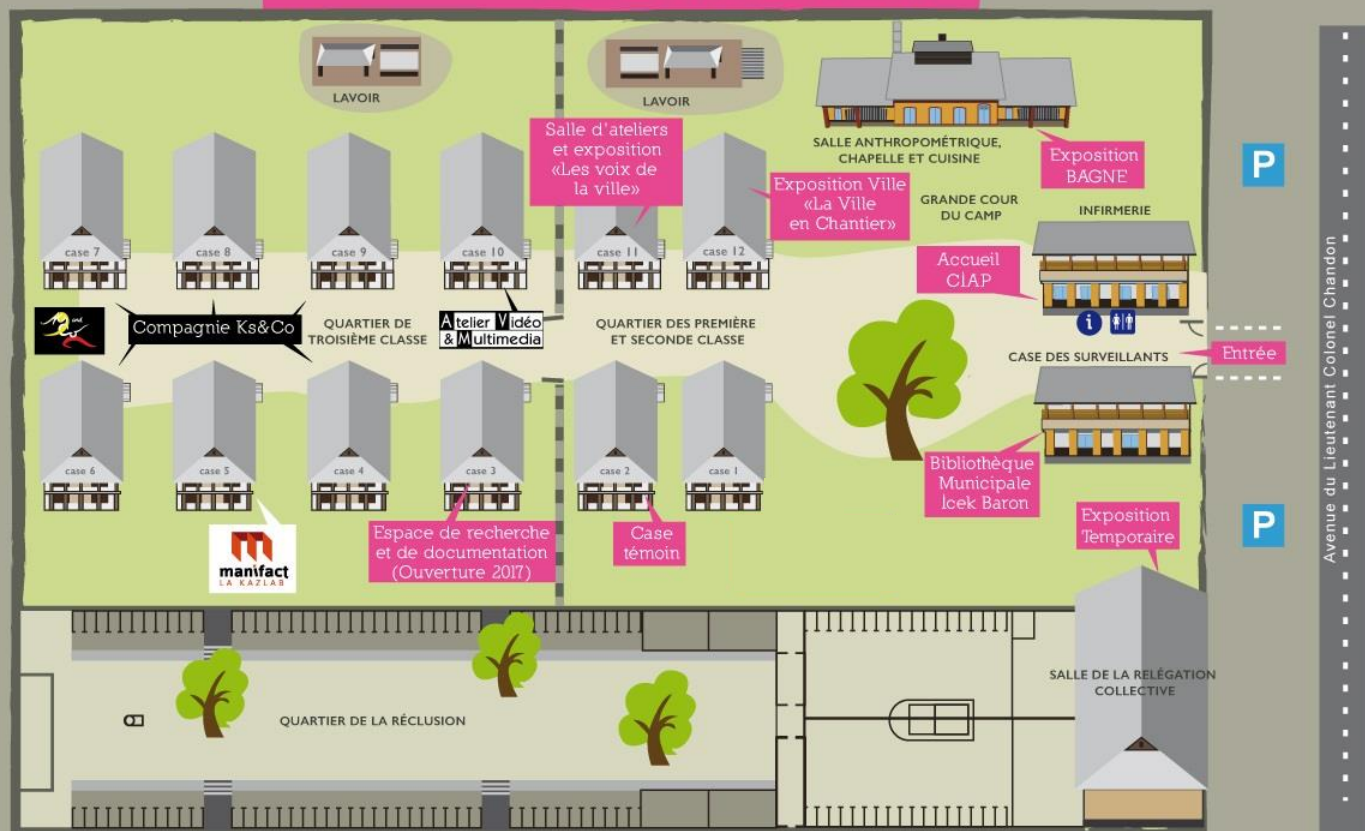 LAVOIR
LAVOIR
SALLE ANTHROPOMÉTRIQUE,
CHAPELLE ET CUISINE
Exposition
BAGNE
P
Salle d'ateliers
et exposition
«Les voix de
la ville»
Exposition Ville
«La Ville
en Chantier»
GRANDE COUR
DU CAMP
INFIRMERIE
case 7
case 8
case 9
case 10
case 11
case 12
Accueil
CİAP
i
Compagnie Ks&Co
QUARTIER DE
TROISIÈME CLASSE
Atelier Vidéo
& Multimedia
QUARTIER DES PREMIÈRE
ET SECONDE CLASSE
CASE DES SURVEILLANTS
Entrée
Avenue du Lieutenant Colonel Chandon
case 6
case 5
case 4
case 3
case 2
case 1
manifact
LA KAZLAB
Espace de recherche
et de documentation
(Ouverture 2017)
Case
témoin
Bibliothèque
Municipale
İcek Baron
Exposition
Temporaire
P
SALLE DE LA RELÉGATION
COLLECTIVE
QUARTIER DE LA RÉCLUSION